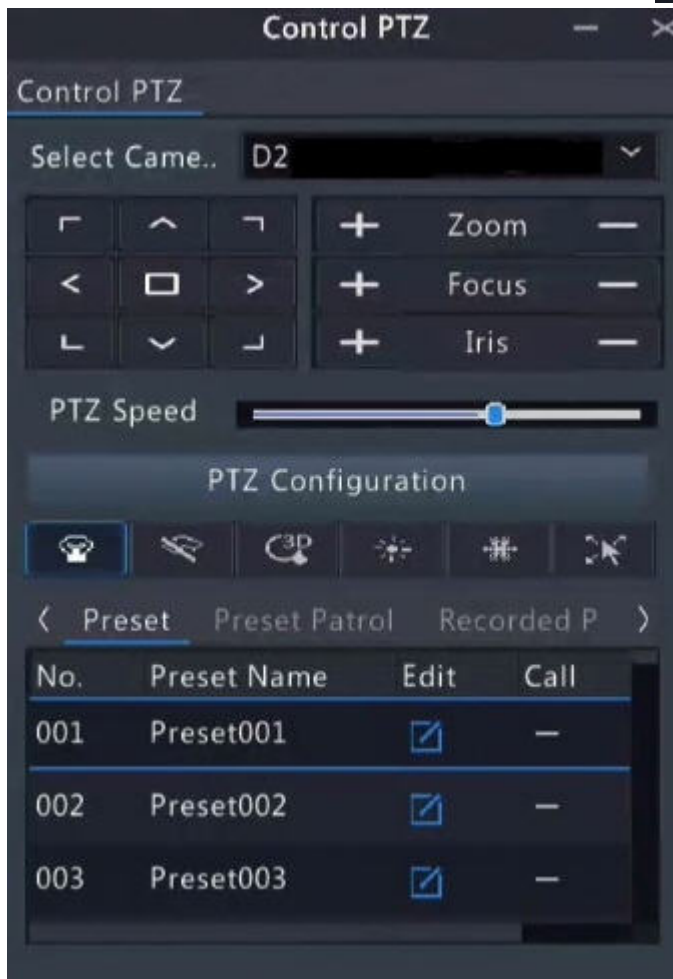 Control PTZ
Control PTZ
Select Came.. D2
Zoom
Focus
Iris
PTZ Speed
PTZ Configuration
3D
Preset Preset Patrol Recorded P
No. Preset Name Edit Call
001 Preset001
002 Preset002
003 Preset003